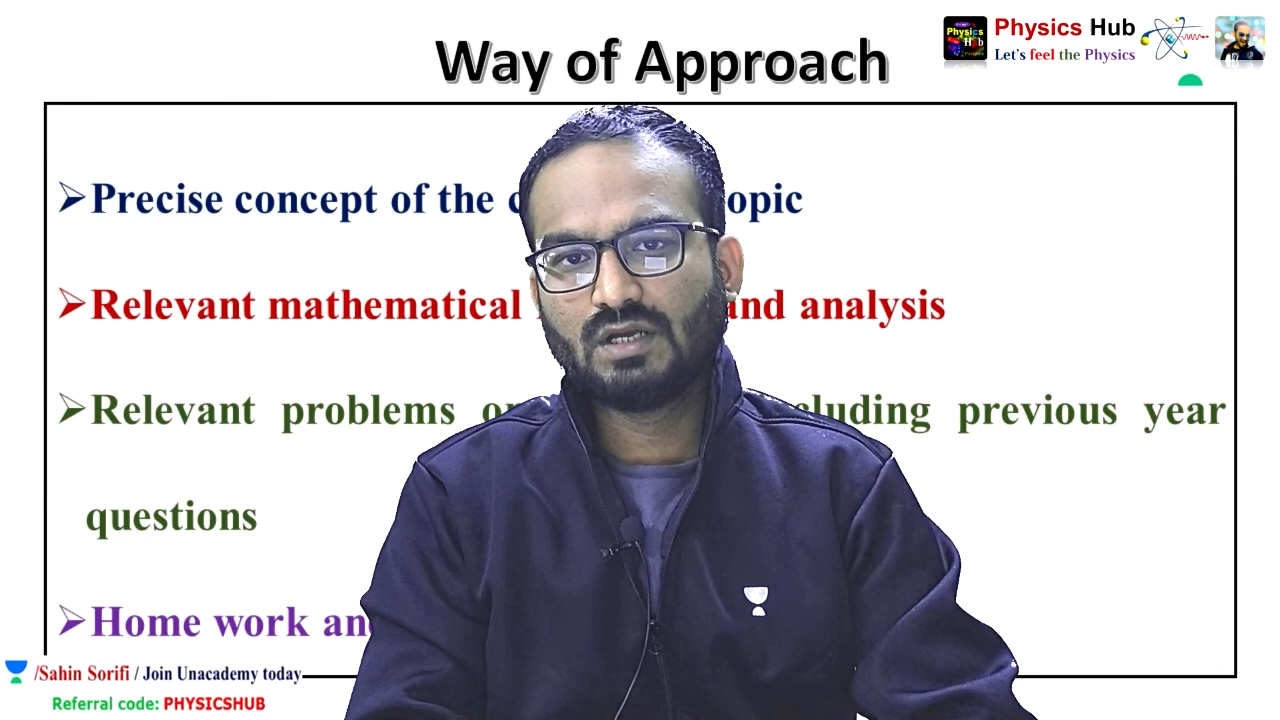 Way of Approach
Physics Hub
Let's feel the Physics
Precise concept of the opic
Relevant mathematical and analysis
Relevant problems cluding previous year
questions
Home work an
/Sahin Sorifi / Join Unacademy today
Referral code: PHYSICSHUB